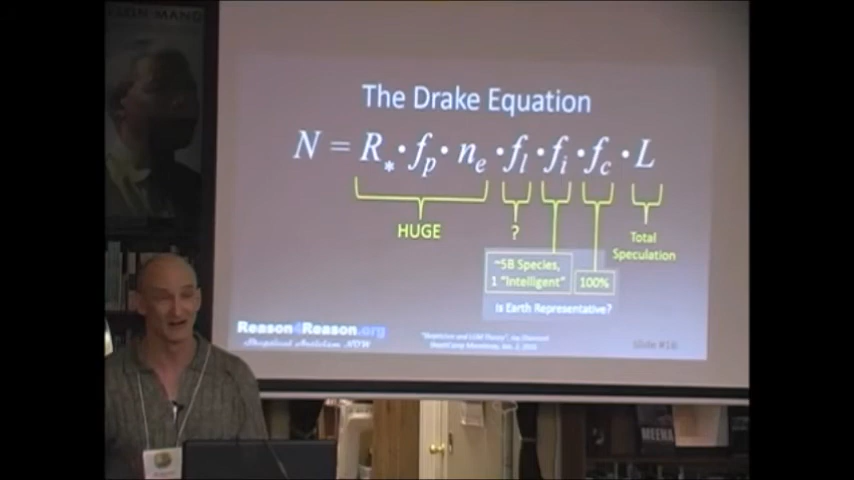 The Drake Equation
N = R* · fp · ne · fl · fi · fc · L
HUGE
?
Total
Speculation
~5B Species,
1 "Intelligent"
100%
Is Earth Representative?
Reason4Reason.org
Skeptical Activism NOW
Slide #16
MEENA